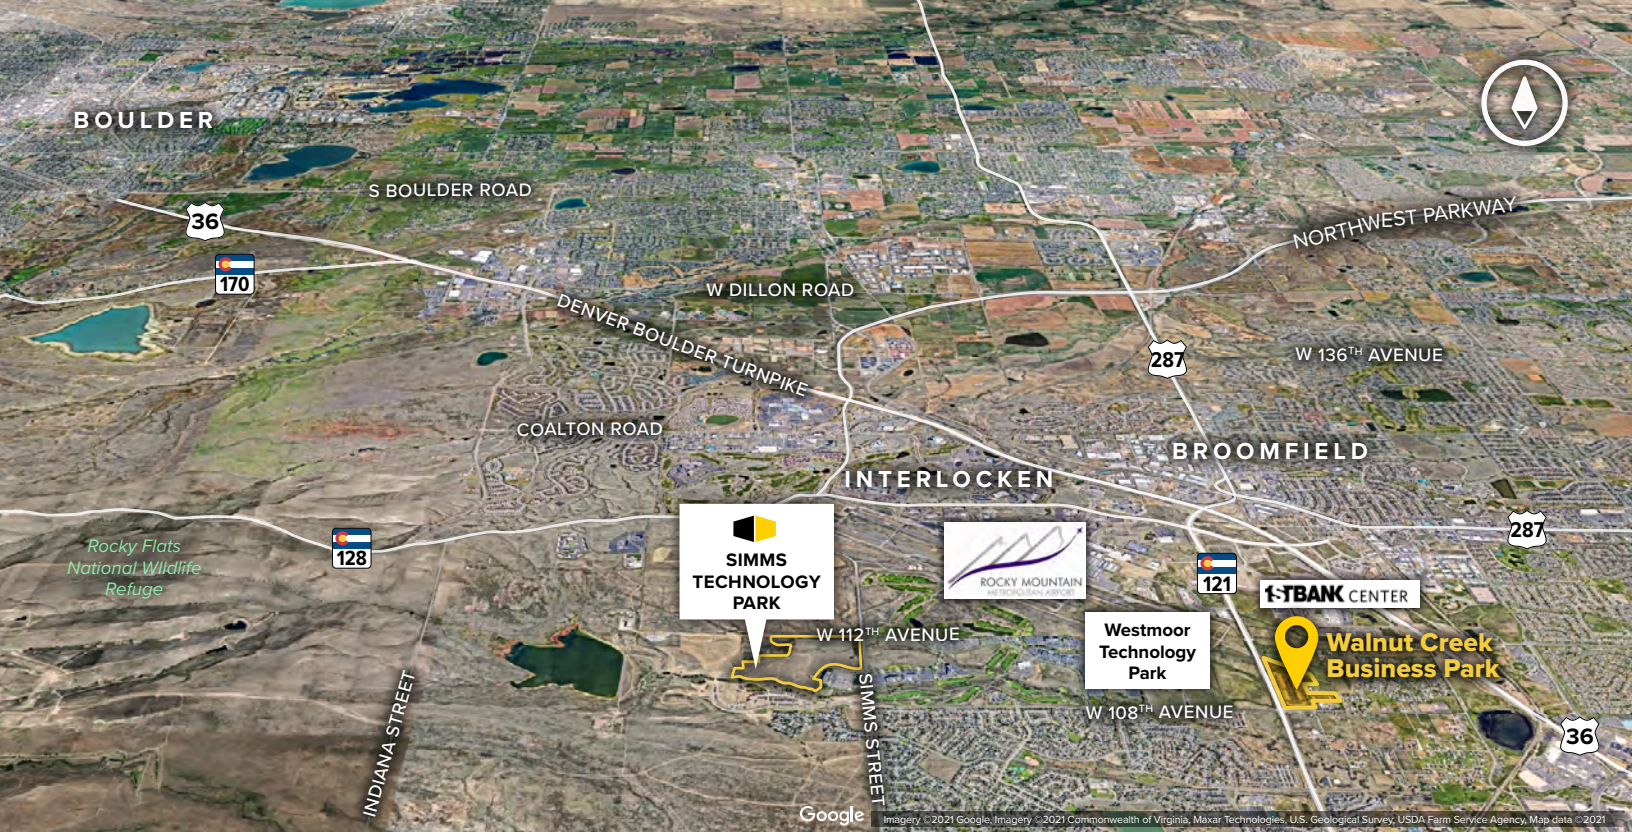 BOULDER
S BOULDER ROAD
36
170
NORTHWEST PARKWAY
W DILLON ROAD
DENVER BOULDER TURNPIKE
287
W 136TH AVENUE
COALTON ROAD
BROOMFIELD
INTERLOCKEN
Rocky Flats
National WIldlife
Refuge
128
SIMMS
TECHNOLOGY
PARK
ROCKY MOUNTAIN
METROPOLITAN AIRPORT
287
121
1STBANK CENTER
W 112TH AVENUE
Westmoor
Technology
Park
Walnut Creek
Business Park
W 108TH AVENUE
INDIANA STREET
SIMMS STREET
36
Google
Imagery ©2021 Google, Imagery ©2021 Commonwealth of Virginia, Maxar Technologies, U.S. Geological Survey, USDA Farm Service Agency, Map data ©2021